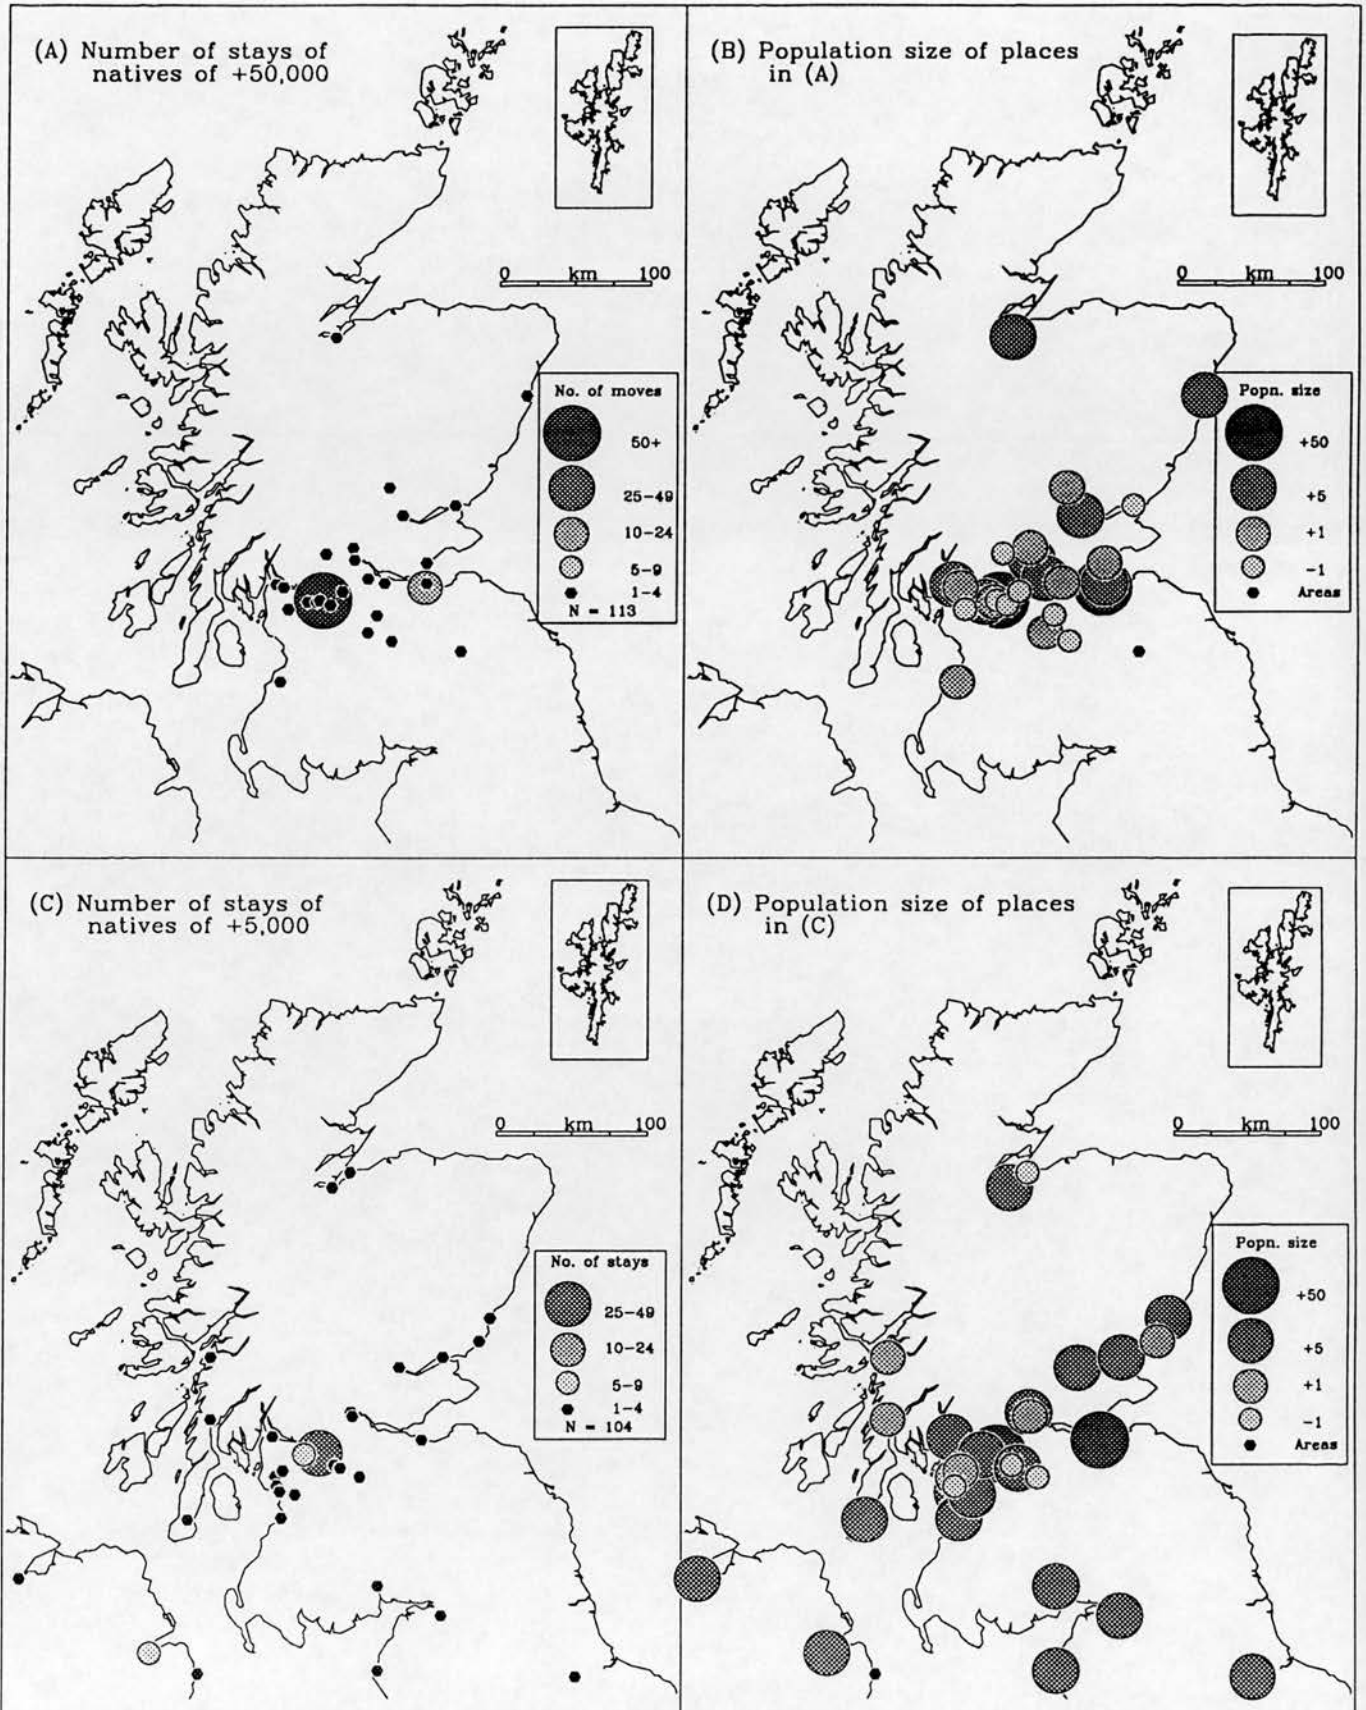 (A) Number of stays of
natives of +50,000
0 km 100
No. of moves
50+
25-49
10-24
5-9
1-4
N = 113
(B) Population size of places
in (A)
0 km 100
Popn. size
+50
+5
+1
-1
Areas
(C) Number of stays of
natives of +5,000
0 km 100
No. of stays
25-49
10-24
5-9
1-4
N = 104
(D) Population size of places
in (C)
0 km 100
Popn. size
+50
+5
+1
-1
Areas